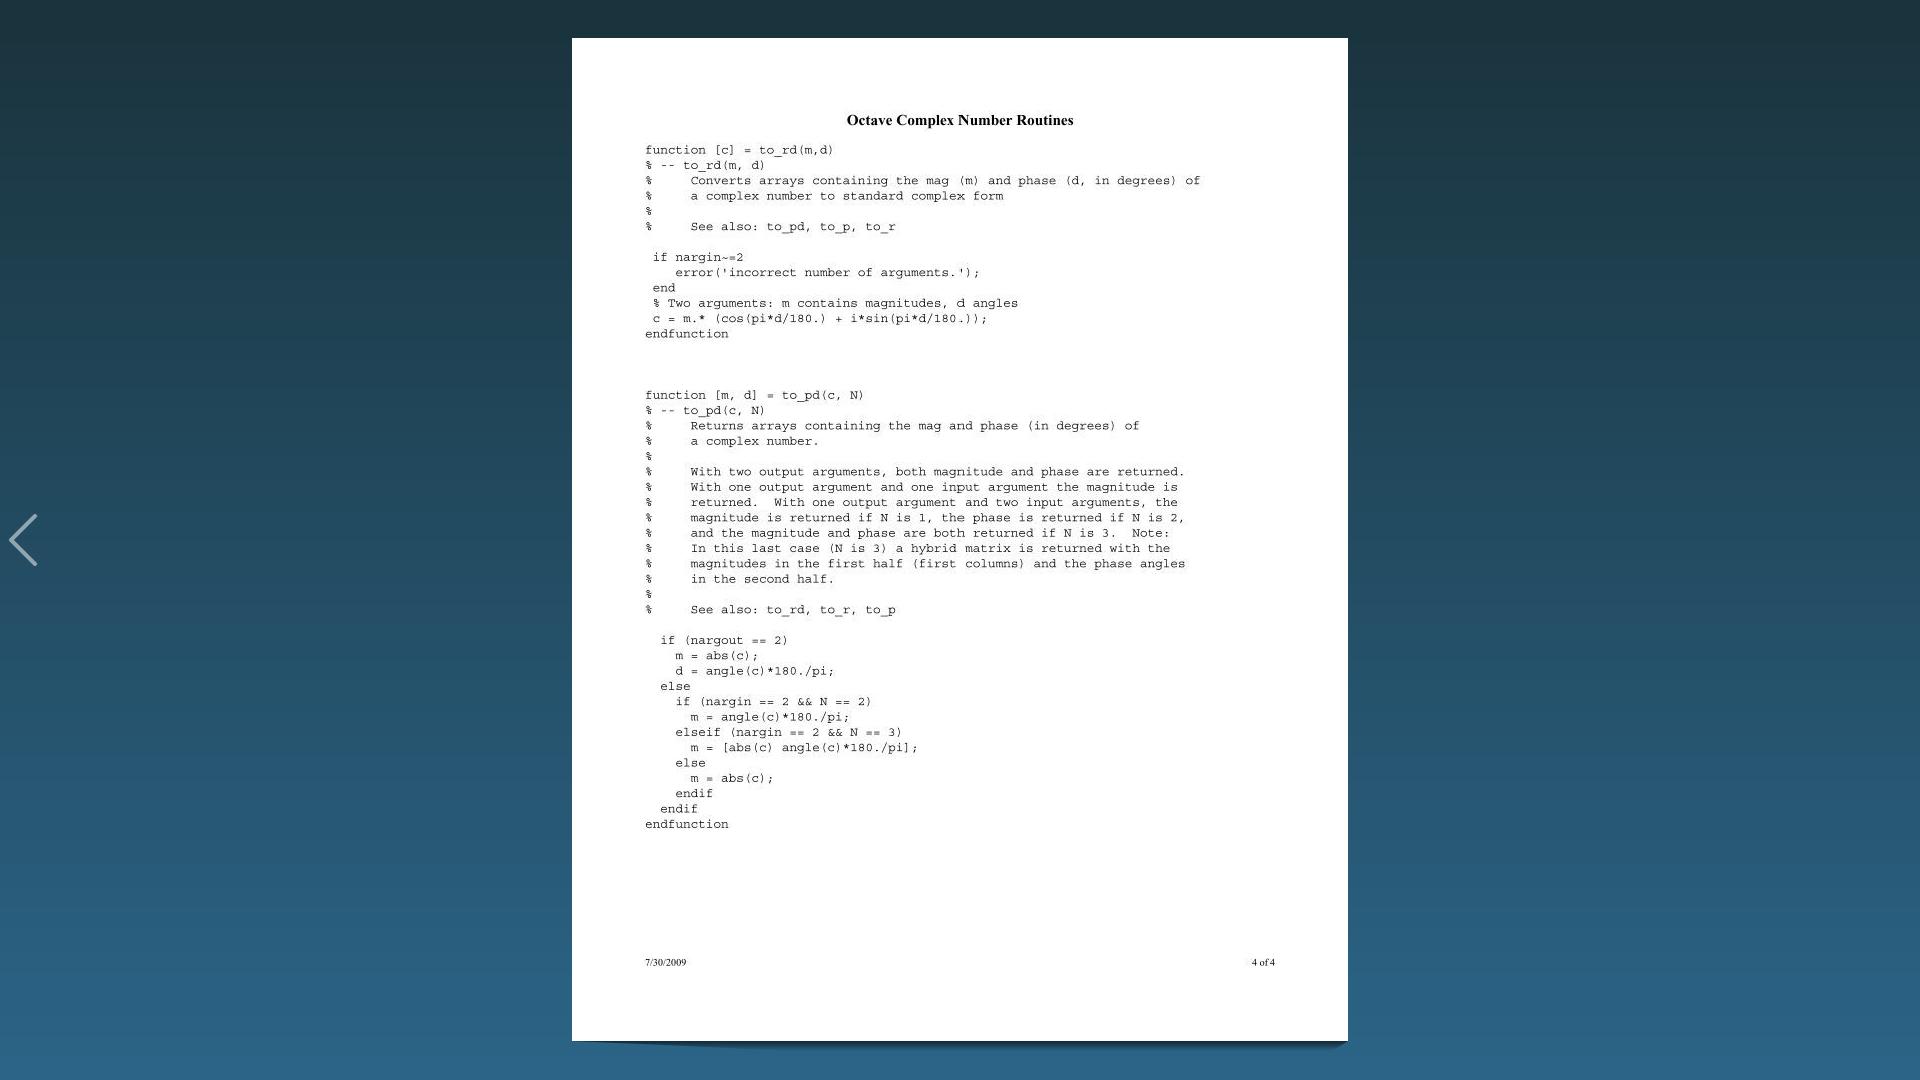 Octave Complex Number Routines
function [c] = to_rd(m,d)
% -- to_rd(m, d)
%     Converts arrays containing the mag (m) and phase (d, in degrees) of
%     a complex number to standard complex form
%
%     See also: to_pd, to_p, to_r
 if nargin~=2
    error('incorrect number of arguments.');
 end
 % Two arguments: m contains magnitudes, d angles
 c = m.* (cos(pi*d/180.) + i*sin(pi*d/180.));
endfunction
function [m, d] = to_pd(c, N)
% -- to_pd(c, N)
%     Returns arrays containing the mag and phase (in degrees) of
%     a complex number.
%
%     With two output arguments, both magnitude and phase are returned.
%     With one output argument and one input argument the magnitude is
%     returned.  With one output argument and two input arguments, the
%     magnitude is returned if N is 1, the phase is returned if N is 2,
%     and the magnitude and phase are both returned if N is 3.  Note:
%     In this last case (N is 3) a hybrid matrix is returned with the
%     magnitudes in the first half (first columns) and the phase angles
%     in the second half.
%
%     See also: to_rd, to_r, to_p
  if (nargout == 2)
    m = abs(c);
    d = angle(c)*180./pi;
  else
    if (nargin == 2 && N == 2)
      m = angle(c)*180./pi;
    elseif (nargin == 2 && N == 3)
      m = [abs(c) angle(c)*180./pi];
    else
      m = abs(c);
    endif
  endif
endfunction
7/30/2009
4 of 4